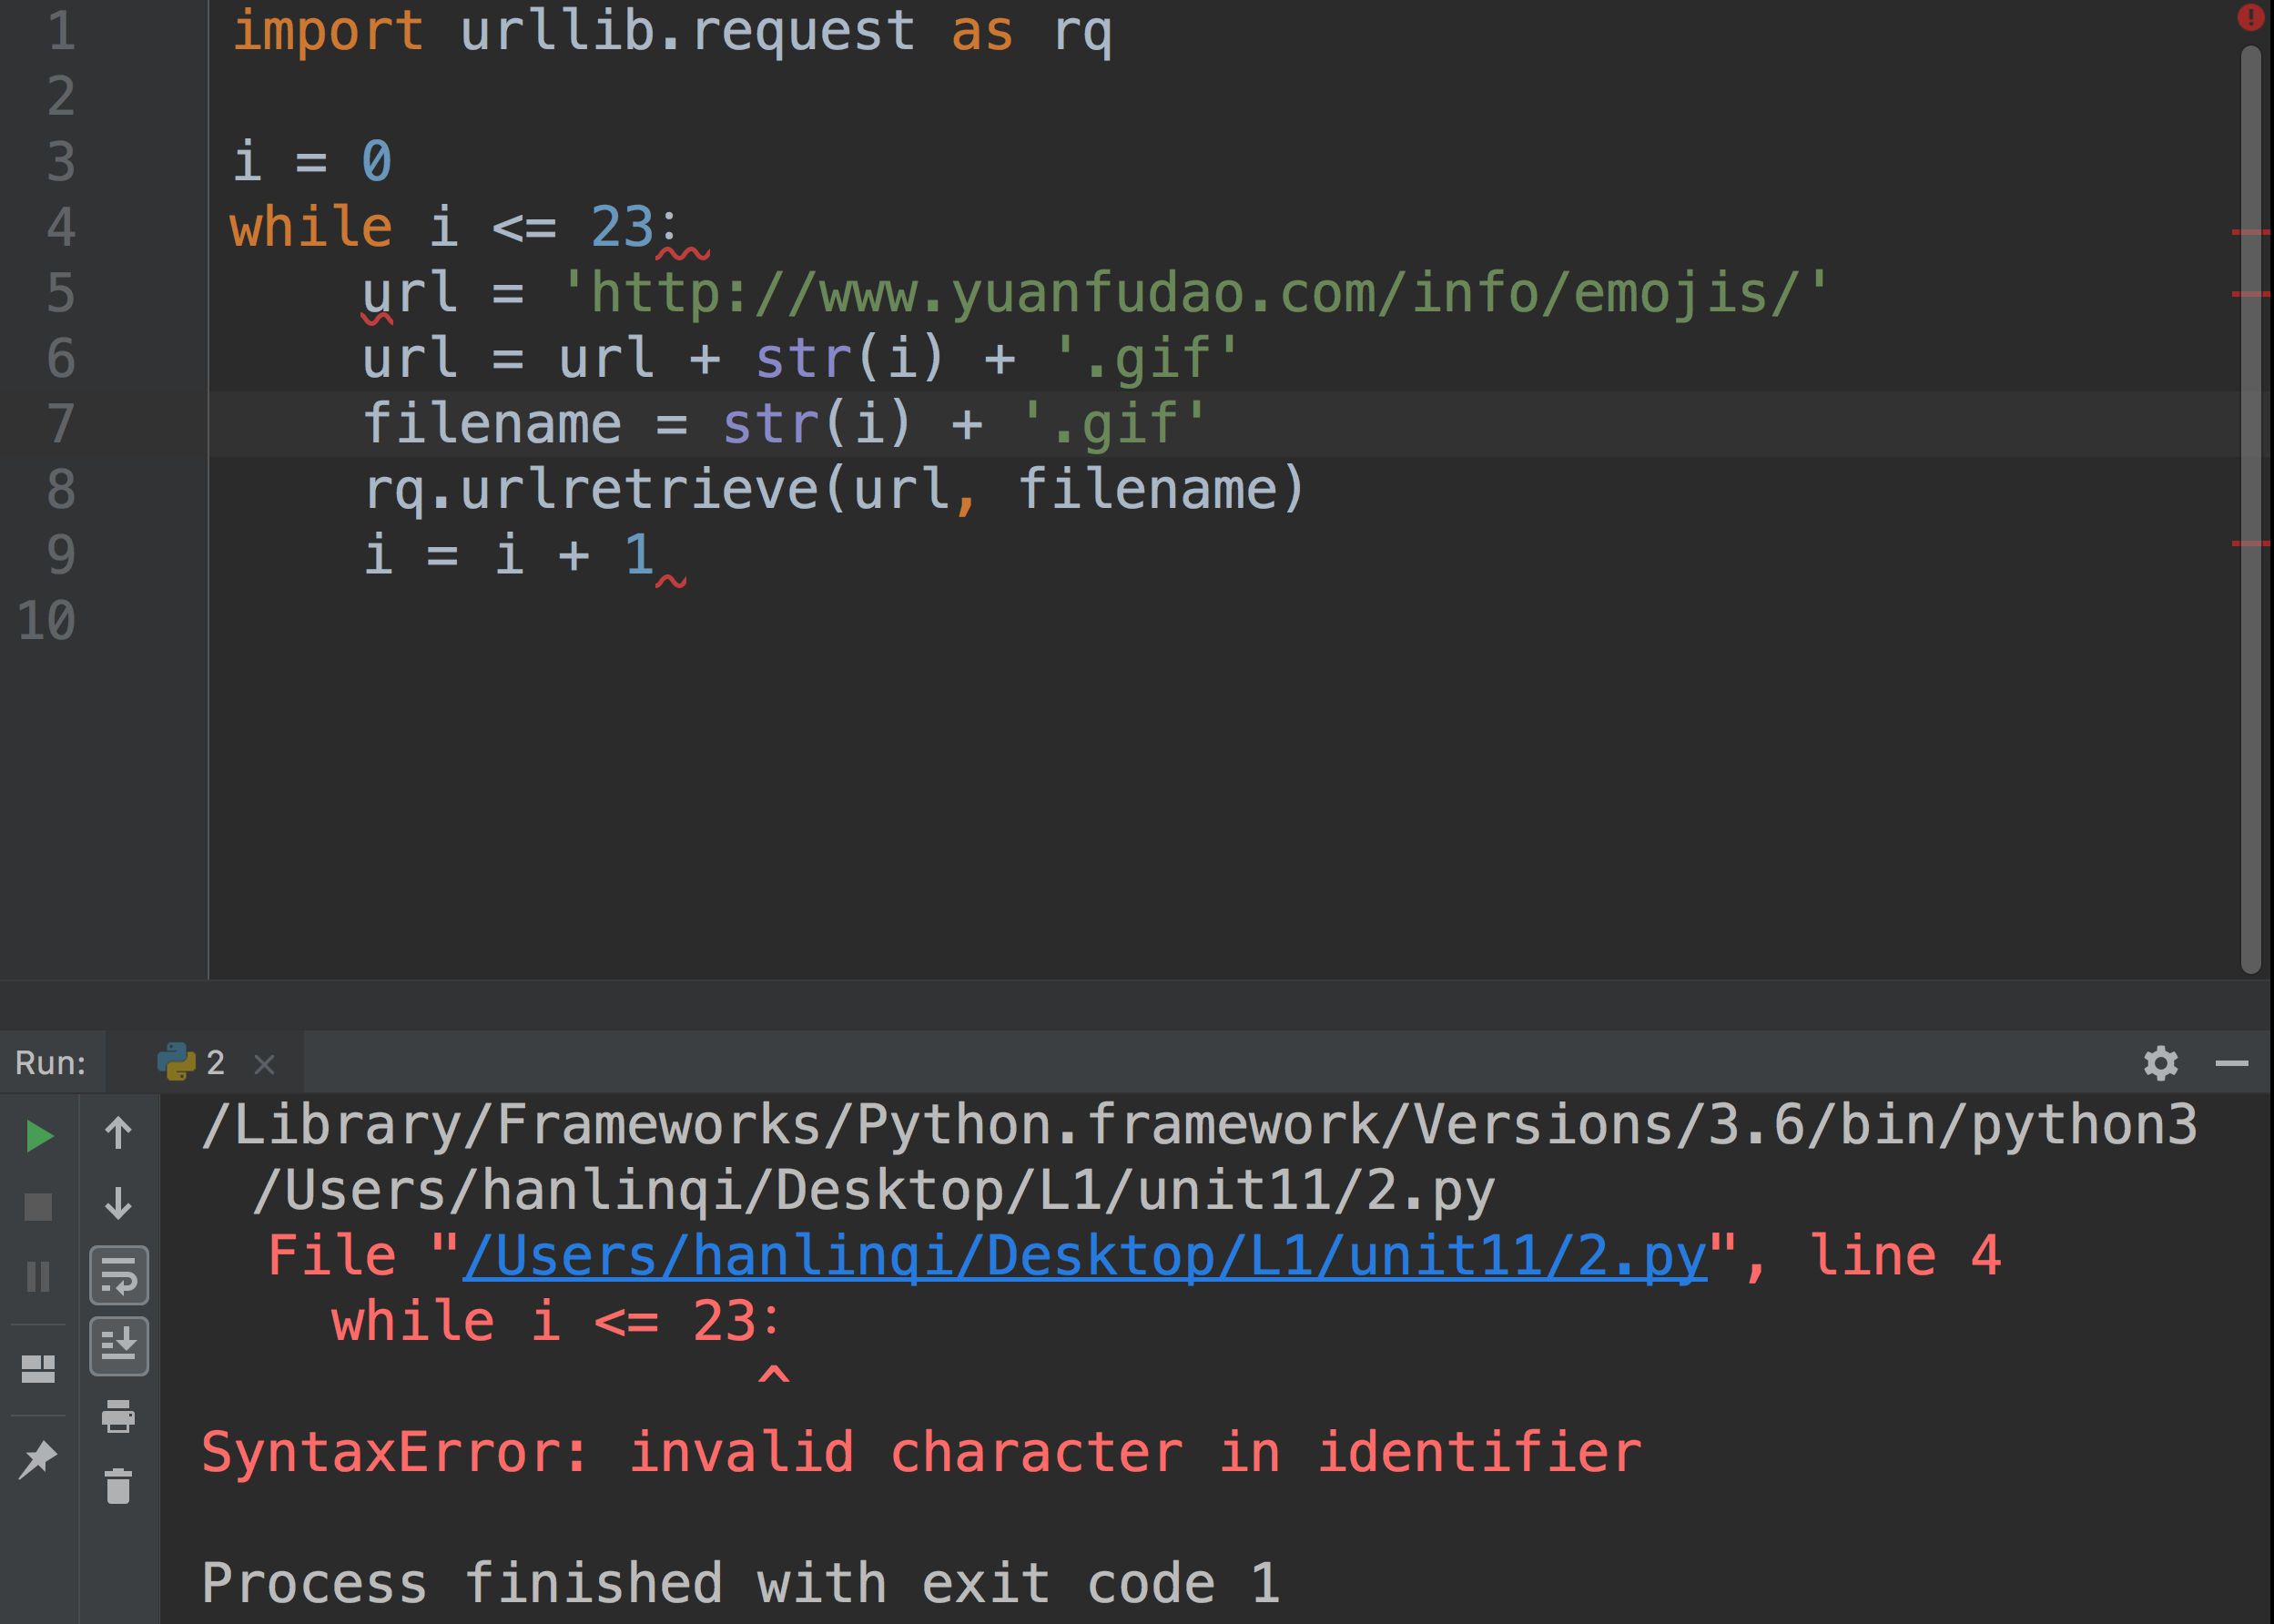 1 import urllib.request as rq
2
3 i = 0
4 while i <= 23：
5 url = 'http://www.yuanfudao.com/info/emojis/'
6 url = url + str(i) + '.gif'
7 filename = str(i) + '.gif'
8 rq.urlretrieve(url, filename)
9 i = i + 1
10
Run: 2 ×
/Library/Frameworks/Python.framework/Versions/3.6/bin/python3
/Users/hanlinqi/Desktop/L1/unit11/2.py
File "/Users/hanlinqi/Desktop/L1/unit11/2.py", line 4
while i <= 23：
^
SyntaxError: invalid character in identifier
Process finished with exit code 1